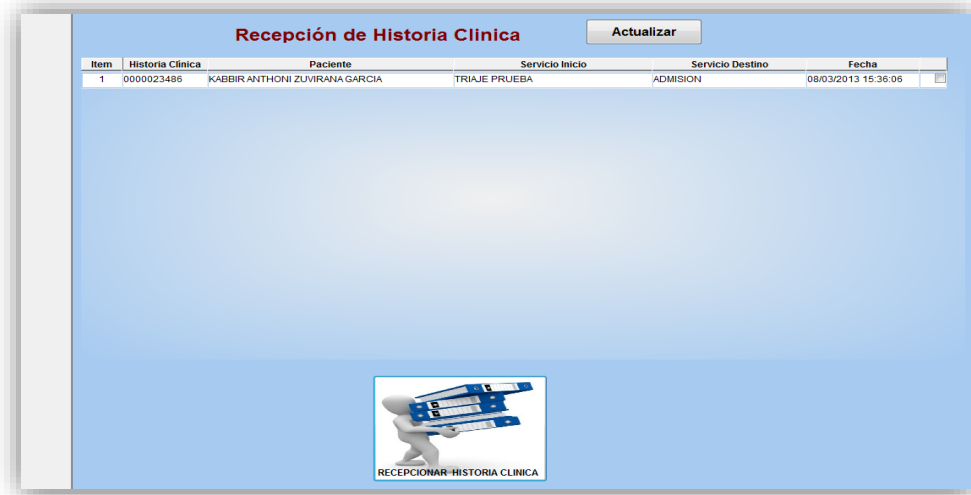 Recepción de Historia Clinica Actualizar
Item Historia Clínica Paciente Servicio Inicio Servicio Destino Fecha
1 0000023486 KABBIR ANTHONI ZUVIRANA GARCIA TRIAJE PRUEBA ADMISION 08/03/2013 15:36:06
RECEPCIONAR HISTORIA CLINICA